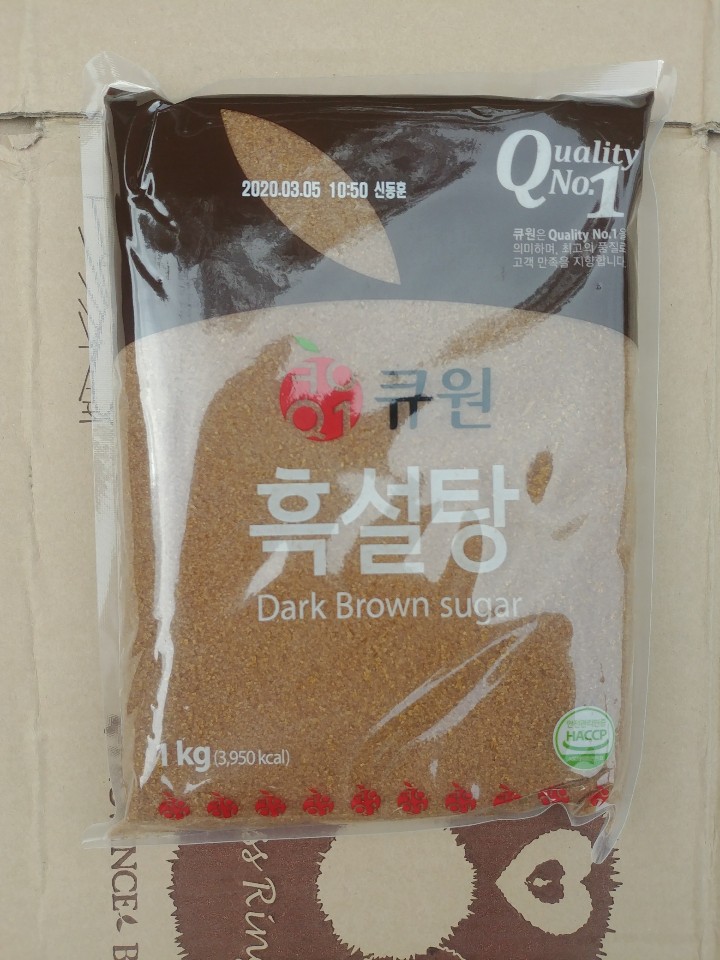 2020.03.05 10:50 신동훈
Quality
No.1
큐원은 Quality No.1을
의미하며, 최고의 품질로
고객 만족을 지향합니다.
큐원
흑설탕
Dark Brown sugar
1 kg (3,950 kcal)
HACCP